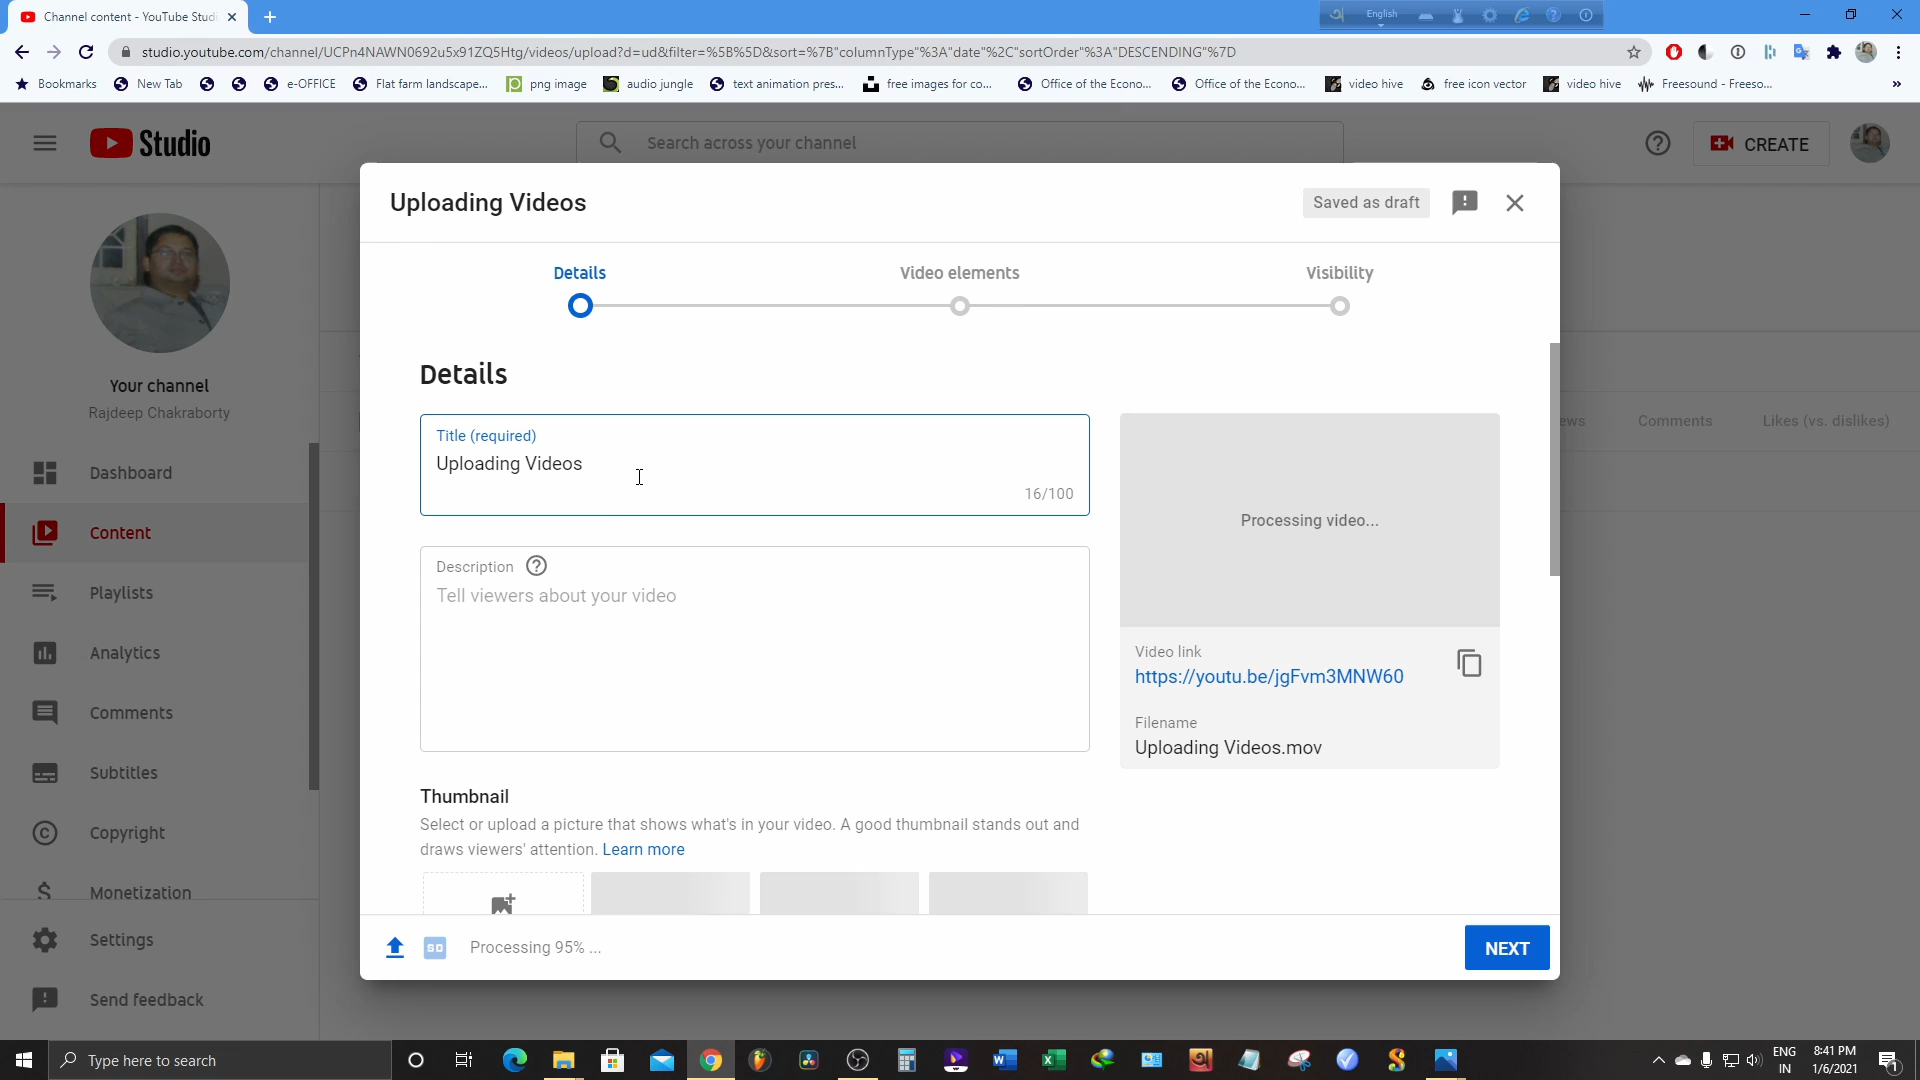 Channel content - YouTube Studi
English
studio.youtube.com/channel/UCPn4NAWN0692u5x91ZQ5Htg/videos/upload?d=ud&filter=%5B%5D&sort=%7B"columnType"%3A"date"%2C"sortOrder"%3A"DESCENDING"%7D
Bookmarks New Tab e-OFFICE Flat farm landscape... png image audio jungle text animation pres... free images for co... Office of the Econo... Office of the Econo... video hive free icon vector video hive Freesound - Freeso... »
Studio
Search across your channel
CREATE
Uploading Videos
Saved as draft
Details
Video elements
Visibility
Your channel
Rajdeep Chakraborty
Dashboard
Content
Playlists
Analytics
Comments
Subtitles
Copyright
Monetization
Settings
Send feedback
Details
Title (required)
Uploading Videos
16/100
Description
Tell viewers about your video
Processing video...
Video link
https://youtu.be/jgFvm3MNW60
Filename
Uploading Videos.mov
Thumbnail
Select or upload a picture that shows what's in your video. A good thumbnail stands out and
draws viewers' attention. Learn more
SD
Processing 95% ...
NEXT
ews
Comments
Likes (vs. dislikes)
Type here to search
ENG
IN
8:41 PM
1/6/2021
1